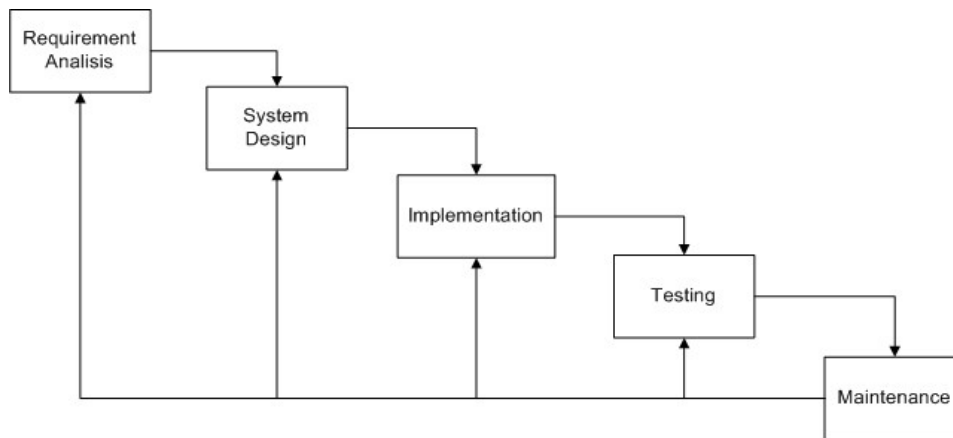 Requirement
Analisis
System
Design
Implementation
Testing
Maintenance